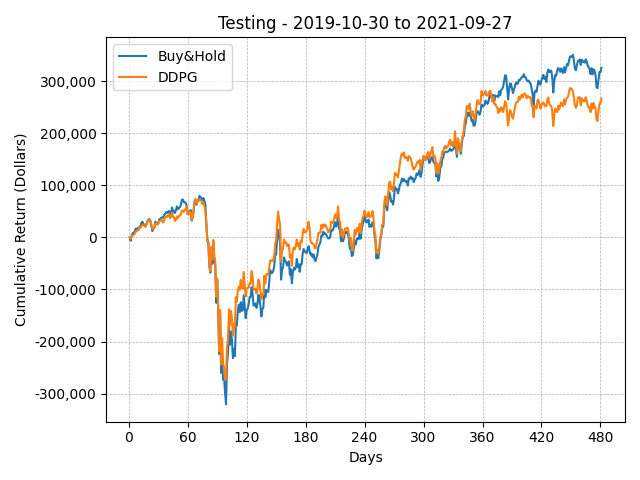 Testing - 2019-10-30 to 2021-09-27
Buy&Hold
DDPG
Cumulative Return (Dollars)
300,000
200,000
100,000
0
-100,000
-200,000
-300,000
0 60 120 180 240 300 360 420 480
Days